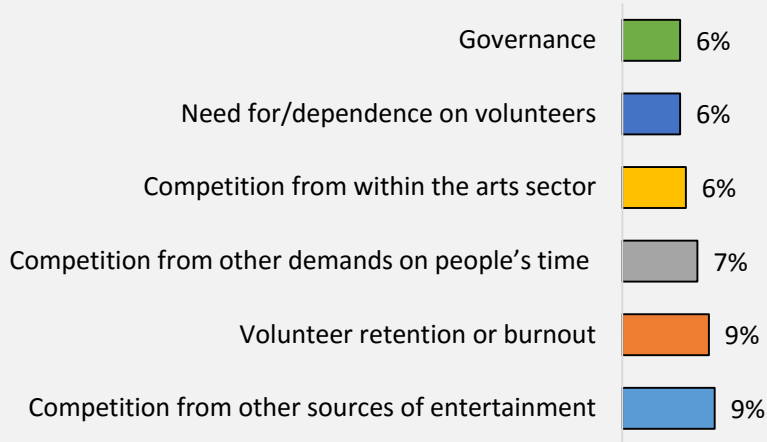 Governance 6%
Need for/dependence on volunteers 6%
Competition from within the arts sector 6%
Competition from other demands on people’s time 7%
Volunteer retention or burnout 9%
Competition from other sources of entertainment 9%